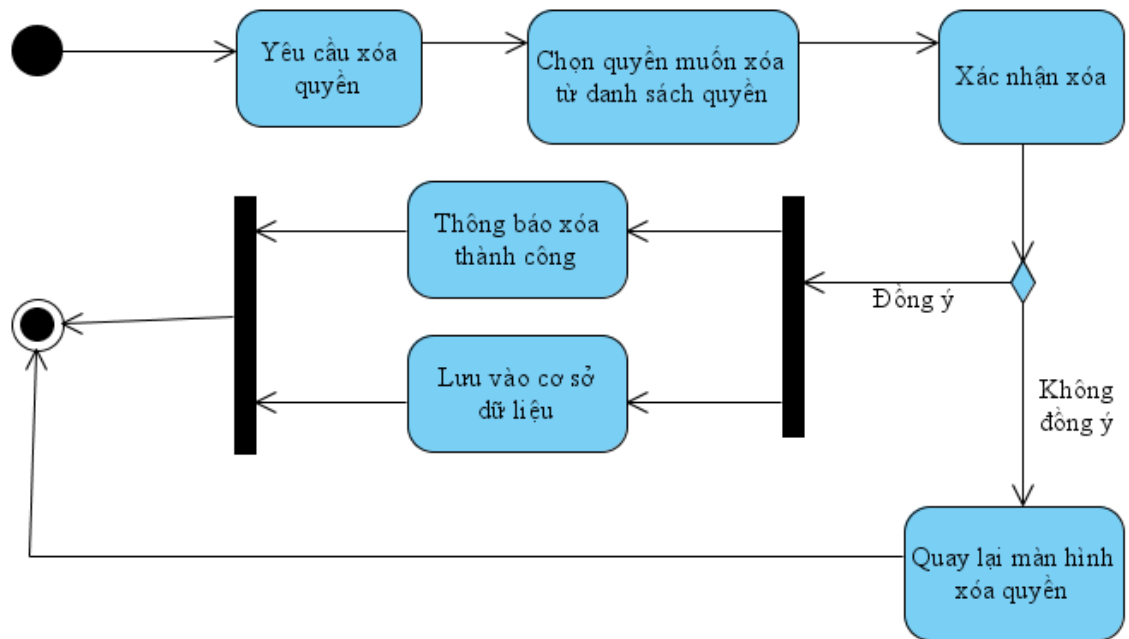 Yêu cầu xóa
quyền
Chọn quyền muốn xóa
từ danh sách quyền
Xác nhận xóa
Thông báo xóa
thành công
Đồng ý
Lưu vào cơ sở
dữ liệu
Không
đồng ý
Quay lại màn hình
xóa quyền